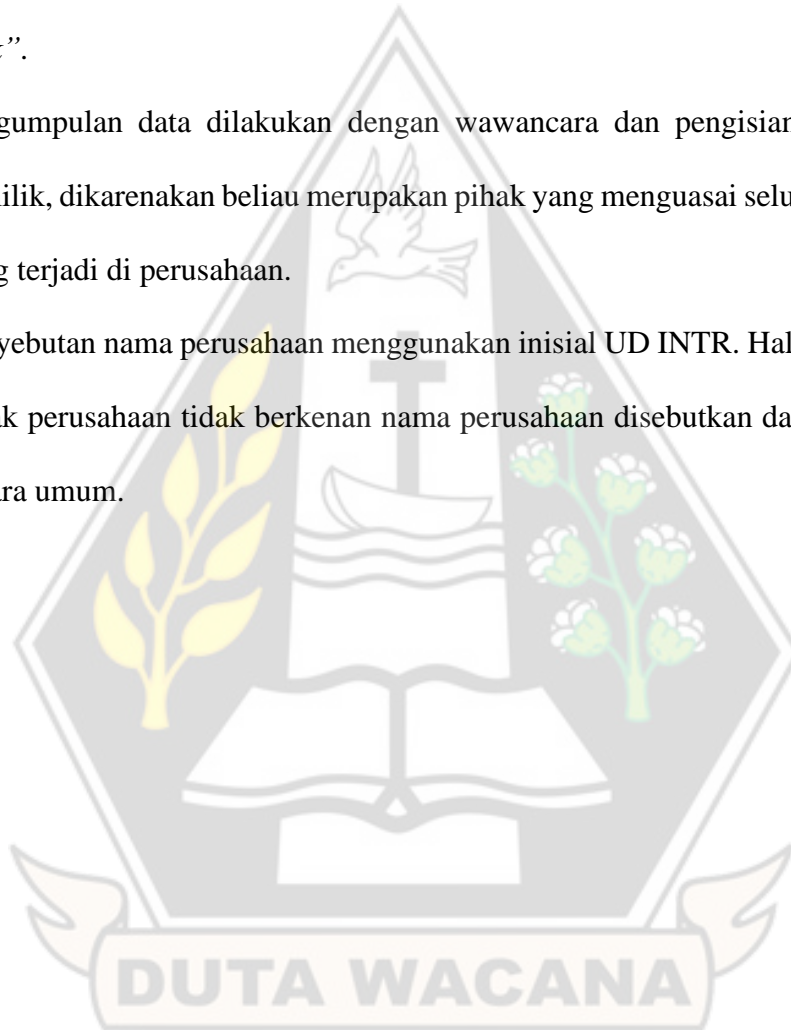 ”.
gumpulan data dilakukan dengan wawancara dan pengisian
ilik, dikarenakan beliau merupakan pihak yang menguasai selu
g terjadi di perusahaan.
yebutan nama perusahaan menggunakan inisial UD INTR. Hal
ak perusahaan tidak berkenan nama perusahaan disebutkan da
ara umum.
DUTA WACANA